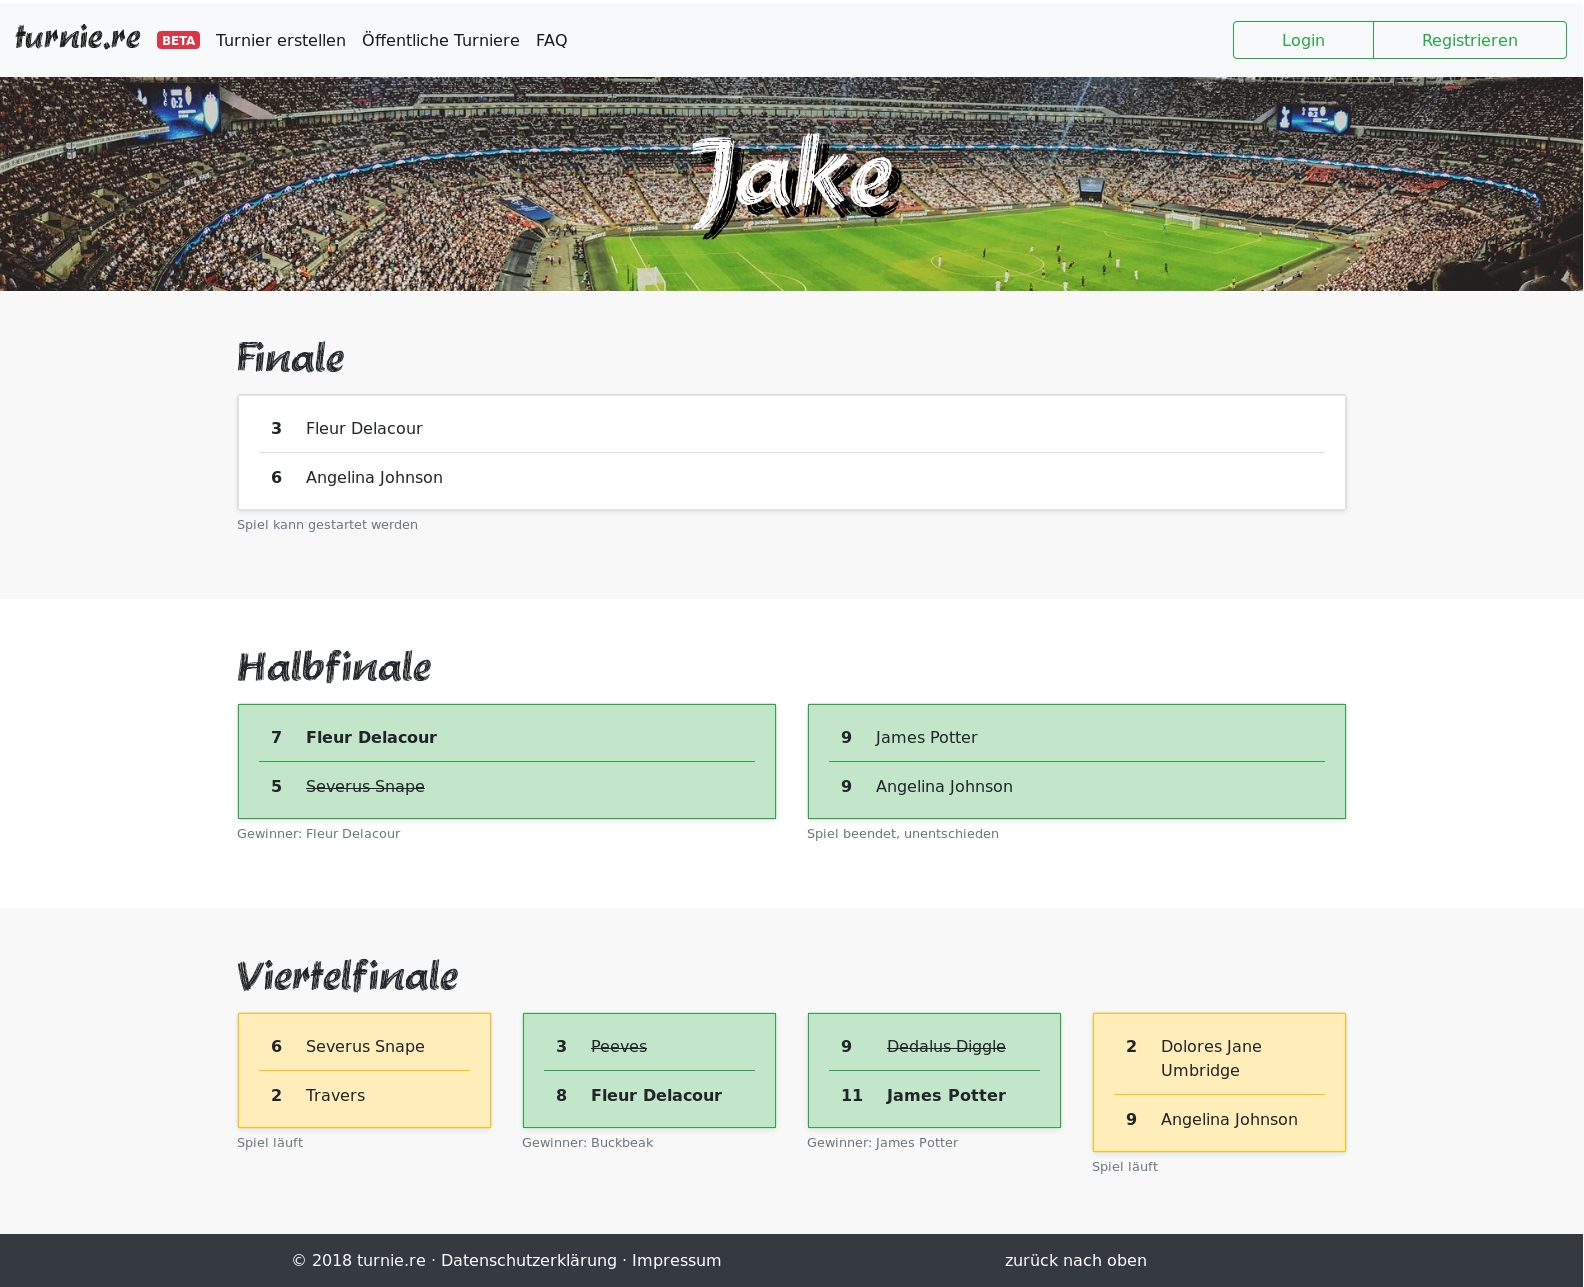 turnie.re BETA Turnier erstellen Öffentliche Turniere FAQ Login Registrieren
0:2
Jake
Finale
3 Fleur Delacour
6 Angelina Johnson
Spiel kann gestartet werden
Halbfinale
7 Fleur Delacour
5 Severus Snape
Gewinner: Fleur Delacour
9 James Potter
9 Angelina Johnson
Spiel beendet, unentschieden
Viertelfinale
6 Severus Snape
2 Travers
Spiel läuft
3 Peeves
8 Fleur Delacour
Gewinner: Buckbeak
9 Dedalus Diggle
11 James Potter
Gewinner: James Potter
2 Dolores Jane
Umbridge
9 Angelina Johnson
Spiel läuft
© 2018 turnie.re · Datenschutzerklärung · Impressum
zurück nach oben